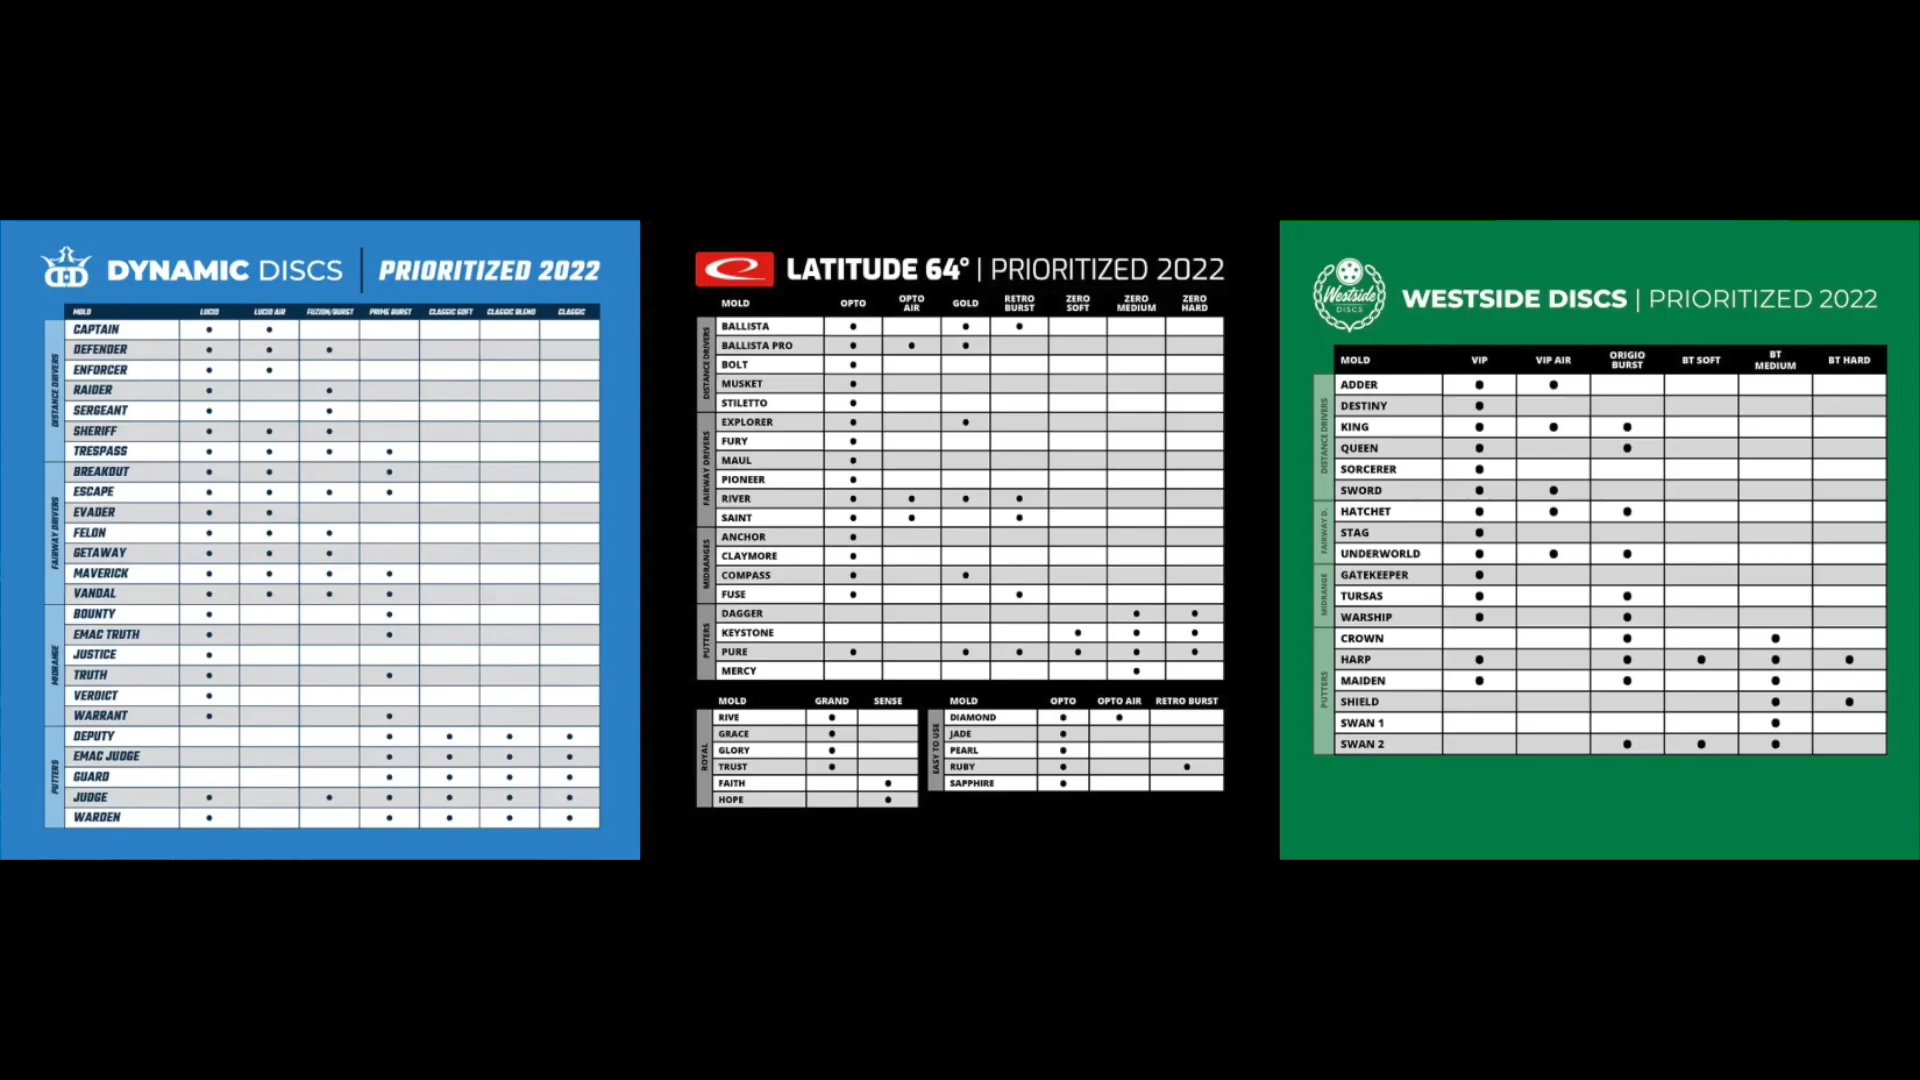 DYNAMIC DISCS | PRIORITIZED 2022
MOLD LUCID LUCID AIR FUZION/BURST PRIME BURST CLASSIC SOFT CLASSIC BLEND CLASSIC
DISTANCE DRIVERS
CAPTAIN • •
DEFENDER • • •
ENFORCER • •
RAIDER • •
SERGEANT • •
SHERIFF • • •
TRESPASS • • • •
FAIRWAY DRIVERS
BREAKOUT • • •
ESCAPE • • • •
EVADER • •
FELON • • •
GETAWAY • • •
MAVERICK • • • •
VANDAL • • • •
MIDRANGE
BOUNTY • •
EMAC TRUTH • •
JUSTICE •
TRUTH • •
VERDICT •
WARRANT • •
PUTTERS
DEPUTY • • • •
EMAC JUDGE • • • •
GUARD • • • •
JUDGE • • • • • •
WARDEN • • • • •
LATITUDE 64° | PRIORITIZED 2022
MOLD OPTO OPTO AIR GOLD RETRO BURST ZERO SOFT ZERO MEDIUM ZERO HARD
DISTANCE DRIVERS
BALLISTA • • •
BALLISTA PRO • • •
BOLT •
MUSKET •
STILETTO •
FAIRWAY DRIVERS
EXPLORER • •
FURY •
MAUL •
PIONEER •
RIVER • • • •
SAINT • • •
MIDRANGES
ANCHOR •
CLAYMORE •
COMPASS • •
FUSE • •
PUTTERS
DAGGER • •
KEYSTONE • • •
PURE • • • • • •
MERCY •
MOLD GRAND SENSE
ROYAL
RIVE •
GRACE •
GLORY •
TRUST •
FAITH •
HOPE •
MOLD OPTO OPTO AIR RETRO BURST
EASY TO USE
DIAMOND • •
JADE •
PEARL •
RUBY • •
SAPPHIRE •
Westside DISCS
WESTSIDE DISCS | PRIORITIZED 2022
MOLD VIP VIP AIR ORIGIO BURST BT SOFT BT MEDIUM BT HARD
DISTANCE DRIVERS
ADDER • •
DESTINY •
KING • • •
QUEEN • •
SORCERER •
SWORD • •
FAIRWAY D.
HATCHET • • •
STAG •
UNDERWORLD • • •
MIDRANGE
GATEKEEPER •
TURSAS • •
WARSHIP • •
PUTTERS
CROWN • •
HARP • • • • •
MAIDEN • • •
SHIELD • •
SWAN 1 •
SWAN 2 • • •